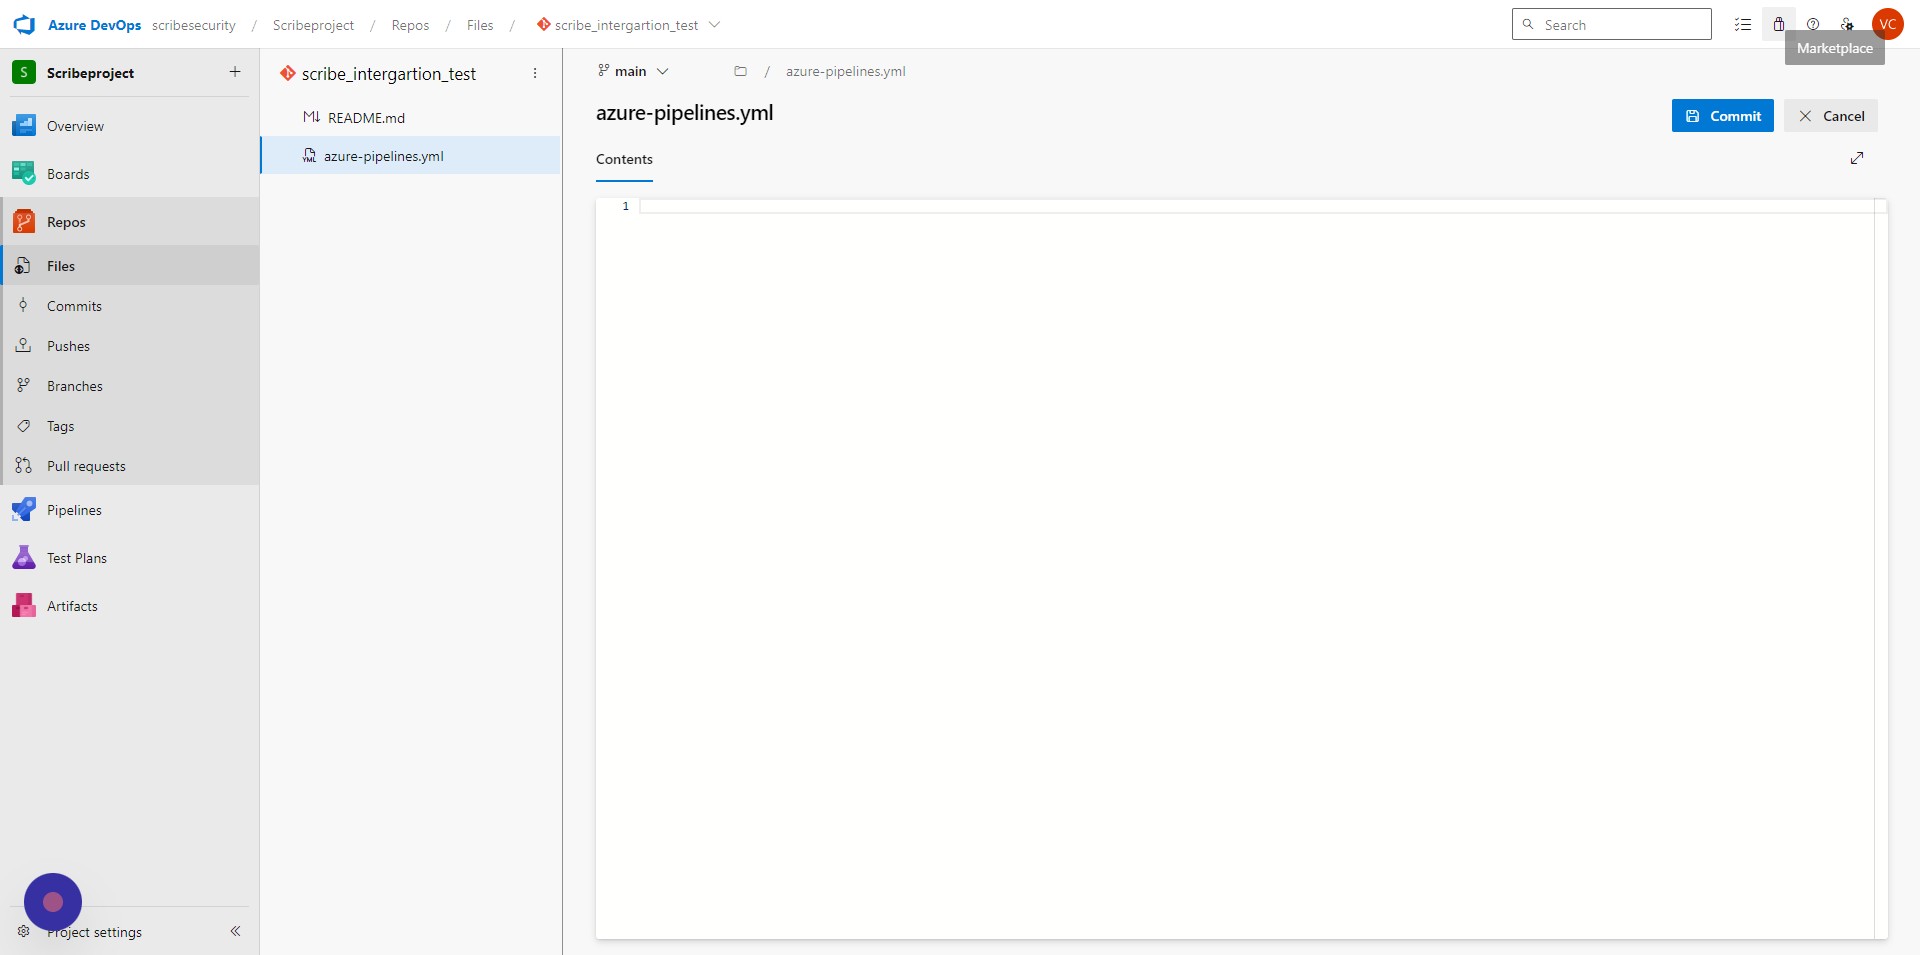 Azure DevOps scribesecurity / Scribeproject / Repos / Files / scribe_intergartion_test
Search
VC
Marketplace
S Scribeproject
Overview
Boards
Repos
Files
Commits
Pushes
Branches
Tags
Pull requests
Pipelines
Test Plans
Artifacts
Project settings
scribe_intergartion_test
M↓ README.md
YML azure-pipelines.yml
main / azure-pipelines.yml
azure-pipelines.yml
Commit
Cancel
Contents
1